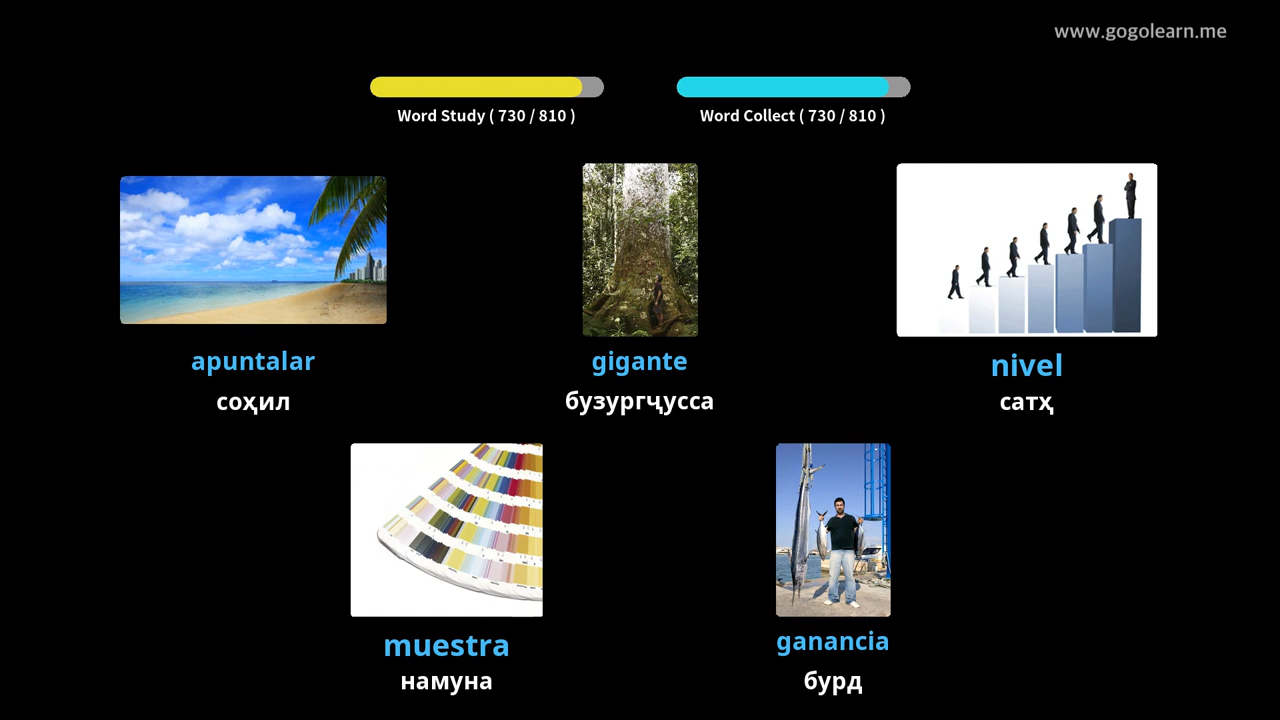 www.gogolearn.me
Word Study ( 730 / 810 )
Word Collect ( 730 / 810 )
apuntalar
соҳил
gigante
бузургҷусса
nivel
сатҳ
muestra
намуна
ganancia
бурд